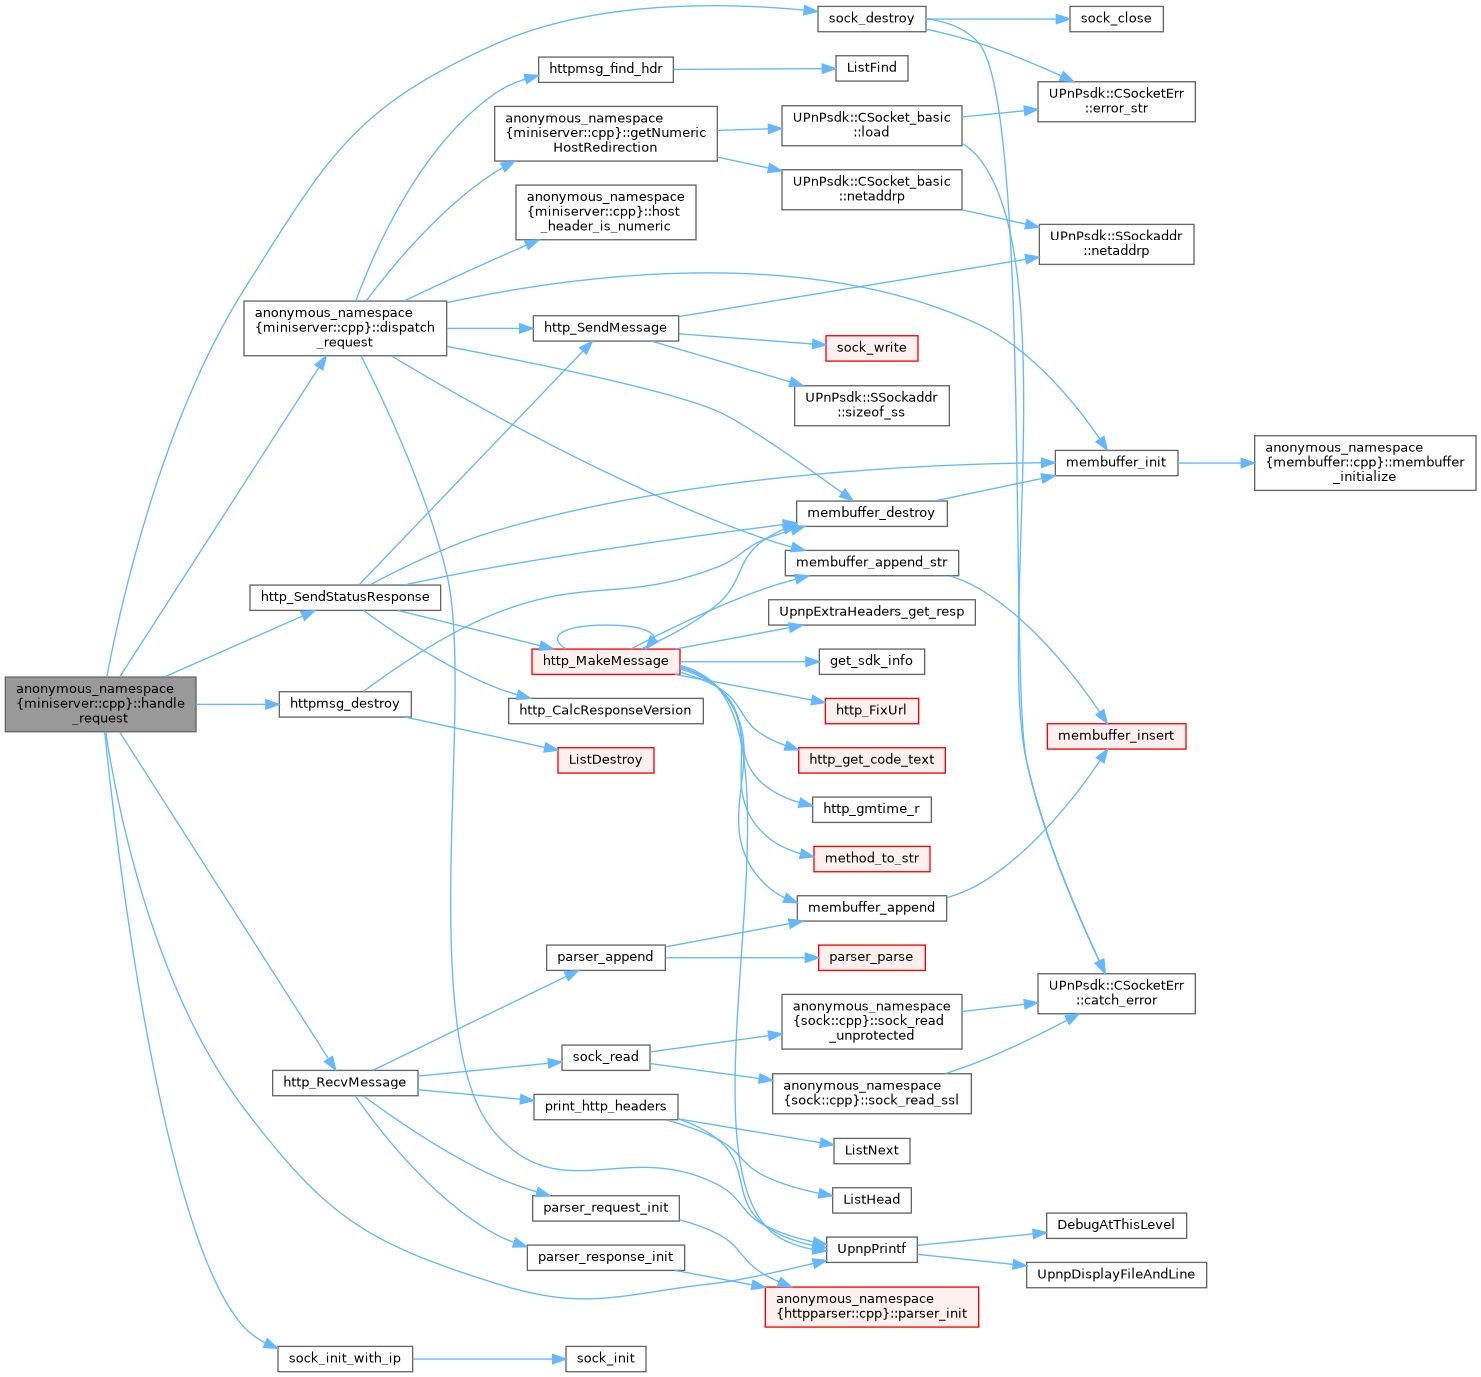 sock_destroy
sock_close
httpmsg_find_hdr
ListFind
UPnPsdk::CSocketErr
::error_str
anonymous_namespace
{miniserver::cpp}::getNumeric
HostRedirection
UPnPsdk::CSocket_basic
::load
UPnPsdk::CSocket_basic
::netaddrp
anonymous_namespace
{miniserver::cpp}::host
_header_is_numeric
UPnPsdk::SSockaddr
::netaddrp
anonymous_namespace
{miniserver::cpp}::dispatch
_request
http_SendMessage
sock_write
UPnPsdk::SSockaddr
::sizeof_ss
membuffer_init
anonymous_namespace
{membuffer::cpp}::membuffer
_initialize
membuffer_destroy
membuffer_append_str
http_SendStatusResponse
UpnpExtraHeaders_get_resp
http_MakeMessage
get_sdk_info
anonymous_namespace
{miniserver::cpp}::handle
_request
httpmsg_destroy
http_CalcResponseVersion
http_FixUrl
membuffer_insert
ListDestroy
http_get_code_text
http_gmtime_r
method_to_str
membuffer_append
parser_append
parser_parse
UPnPsdk::CSocketErr
::catch_error
anonymous_namespace
{sock::cpp}::sock_read
_unprotected
sock_read
http_RecvMessage
anonymous_namespace
{sock::cpp}::sock_read_ssl
print_http_headers
ListNext
ListHead
parser_request_init
DebugAtThisLevel
UpnpPrintf
parser_response_init
UpnpDisplayFileAndLine
anonymous_namespace
{httpparser::cpp}::parser_init
sock_init_with_ip
sock_init